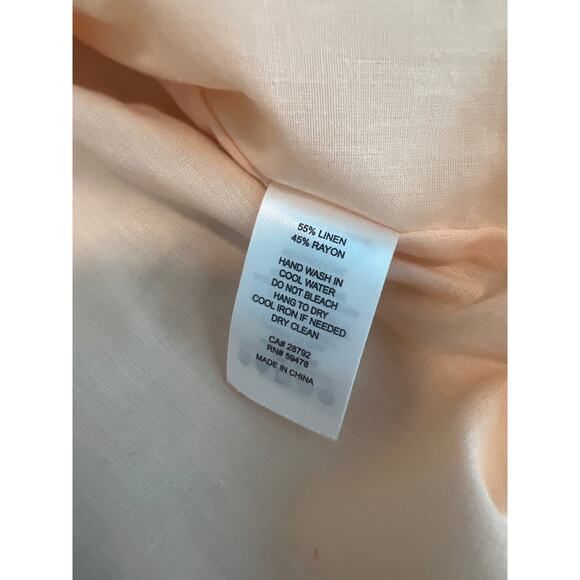 55% LINEN
45% RAYON
HAND WASH IN
COOL WATER
DO NOT BLEACH
HANG TO DRY
COOL IRON IF NEEDED
DRY CLEAN
CA# 28792
RN# 59478
MADE IN CHINA